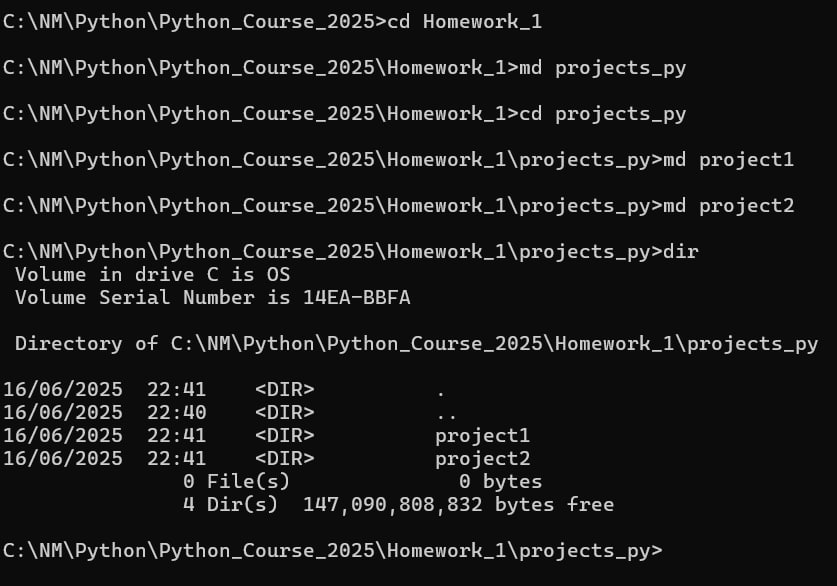 C:\NM\Python\Python_Course_2025>cd Homework_1
C:\NM\Python\Python_Course_2025\Homework_1>md projects_py
C:\NM\Python\Python_Course_2025\Homework_1>cd projects_py
C:\NM\Python\Python_Course_2025\Homework_1\projects_py>md project1
C:\NM\Python\Python_Course_2025\Homework_1\projects_py>md project2
C:\NM\Python\Python_Course_2025\Homework_1\projects_py>dir
 Volume in drive C is OS
 Volume Serial Number is 14EA-BBFA
 Directory of C:\NM\Python\Python_Course_2025\Homework_1\projects_py
16/06/2025  22:41    <DIR>          .
16/06/2025  22:40    <DIR>          ..
16/06/2025  22:41    <DIR>          project1
16/06/2025  22:41    <DIR>          project2
               0 File(s)              0 bytes
               4 Dir(s)  147,090,808,832 bytes free
C:\NM\Python\Python_Course_2025\Homework_1\projects_py>